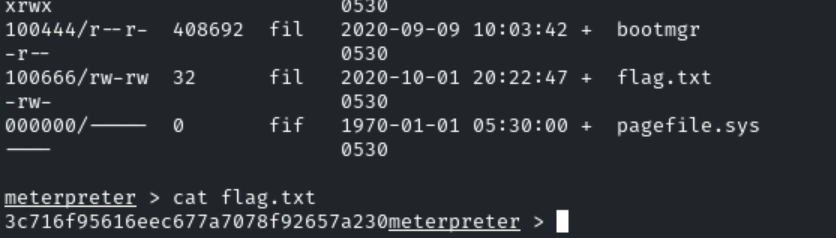 xrwx 0530
100444/r--r- 408692 fil 2020-09-09 10:03:42 + bootmgr
-r-- 0530
100666/rw-rw 32 fil 2020-10-01 20:22:47 + flag.txt
-rw- 0530
000000/----- 0 fif 1970-01-01 05:30:00 + pagefile.sys
---- 0530
meterpreter > cat flag.txt
3c716f95616eec677a7078f92657a230meterpreter >